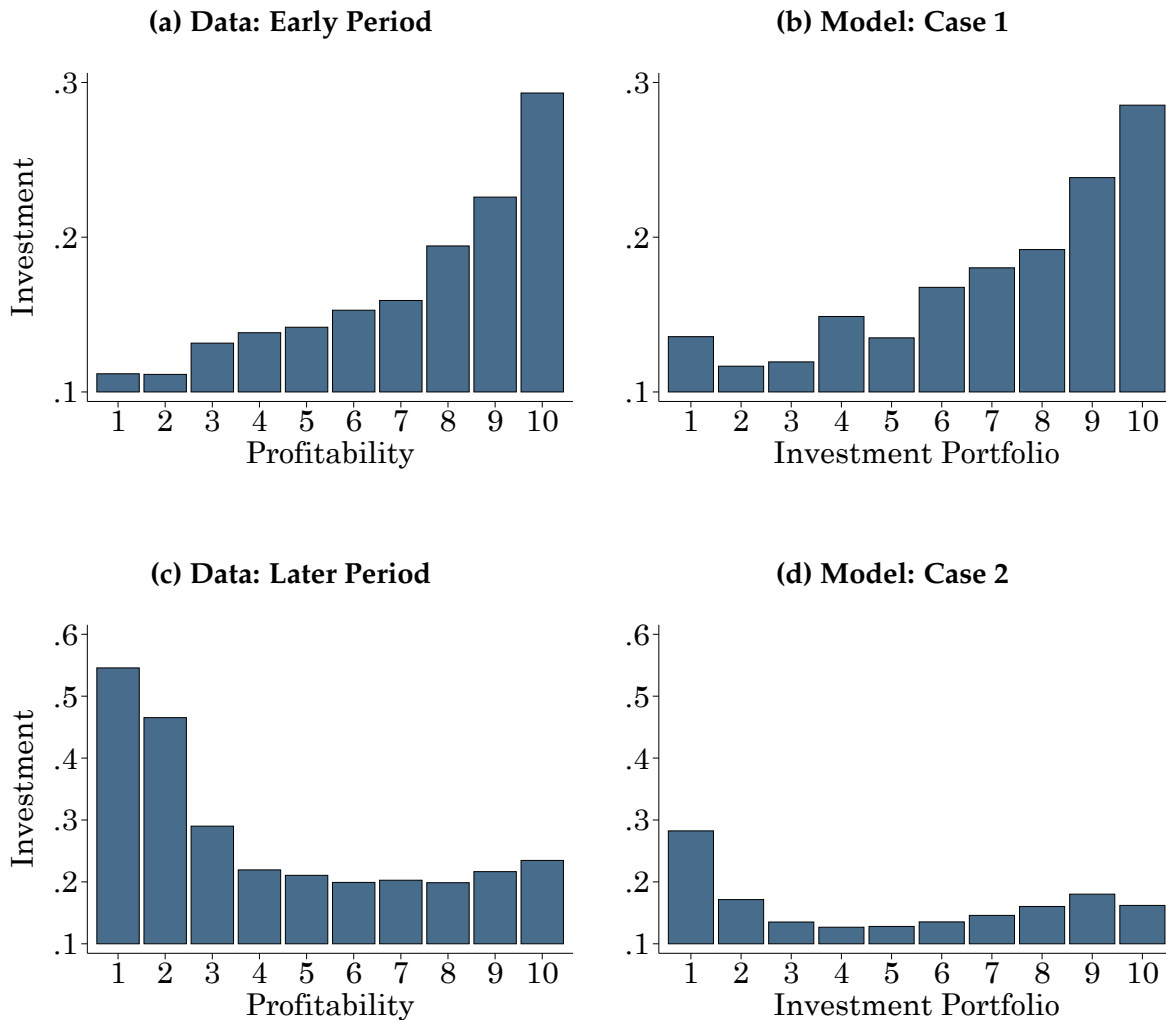 (a) Data: Early Period
(b) Model: Case 1
Investment
.3
.2
.1
1 2 3 4 5 6 7 8 9 10
Profitability
.3
.2
.1
1 2 3 4 5 6 7 8 9 10
Investment Portfolio
(c) Data: Later Period
(d) Model: Case 2
Investment
.6
.5
.4
.3
.2
.1
1 2 3 4 5 6 7 8 9 10
Profitability
.6
.5
.4
.3
.2
.1
1 2 3 4 5 6 7 8 9 10
Investment Portfolio